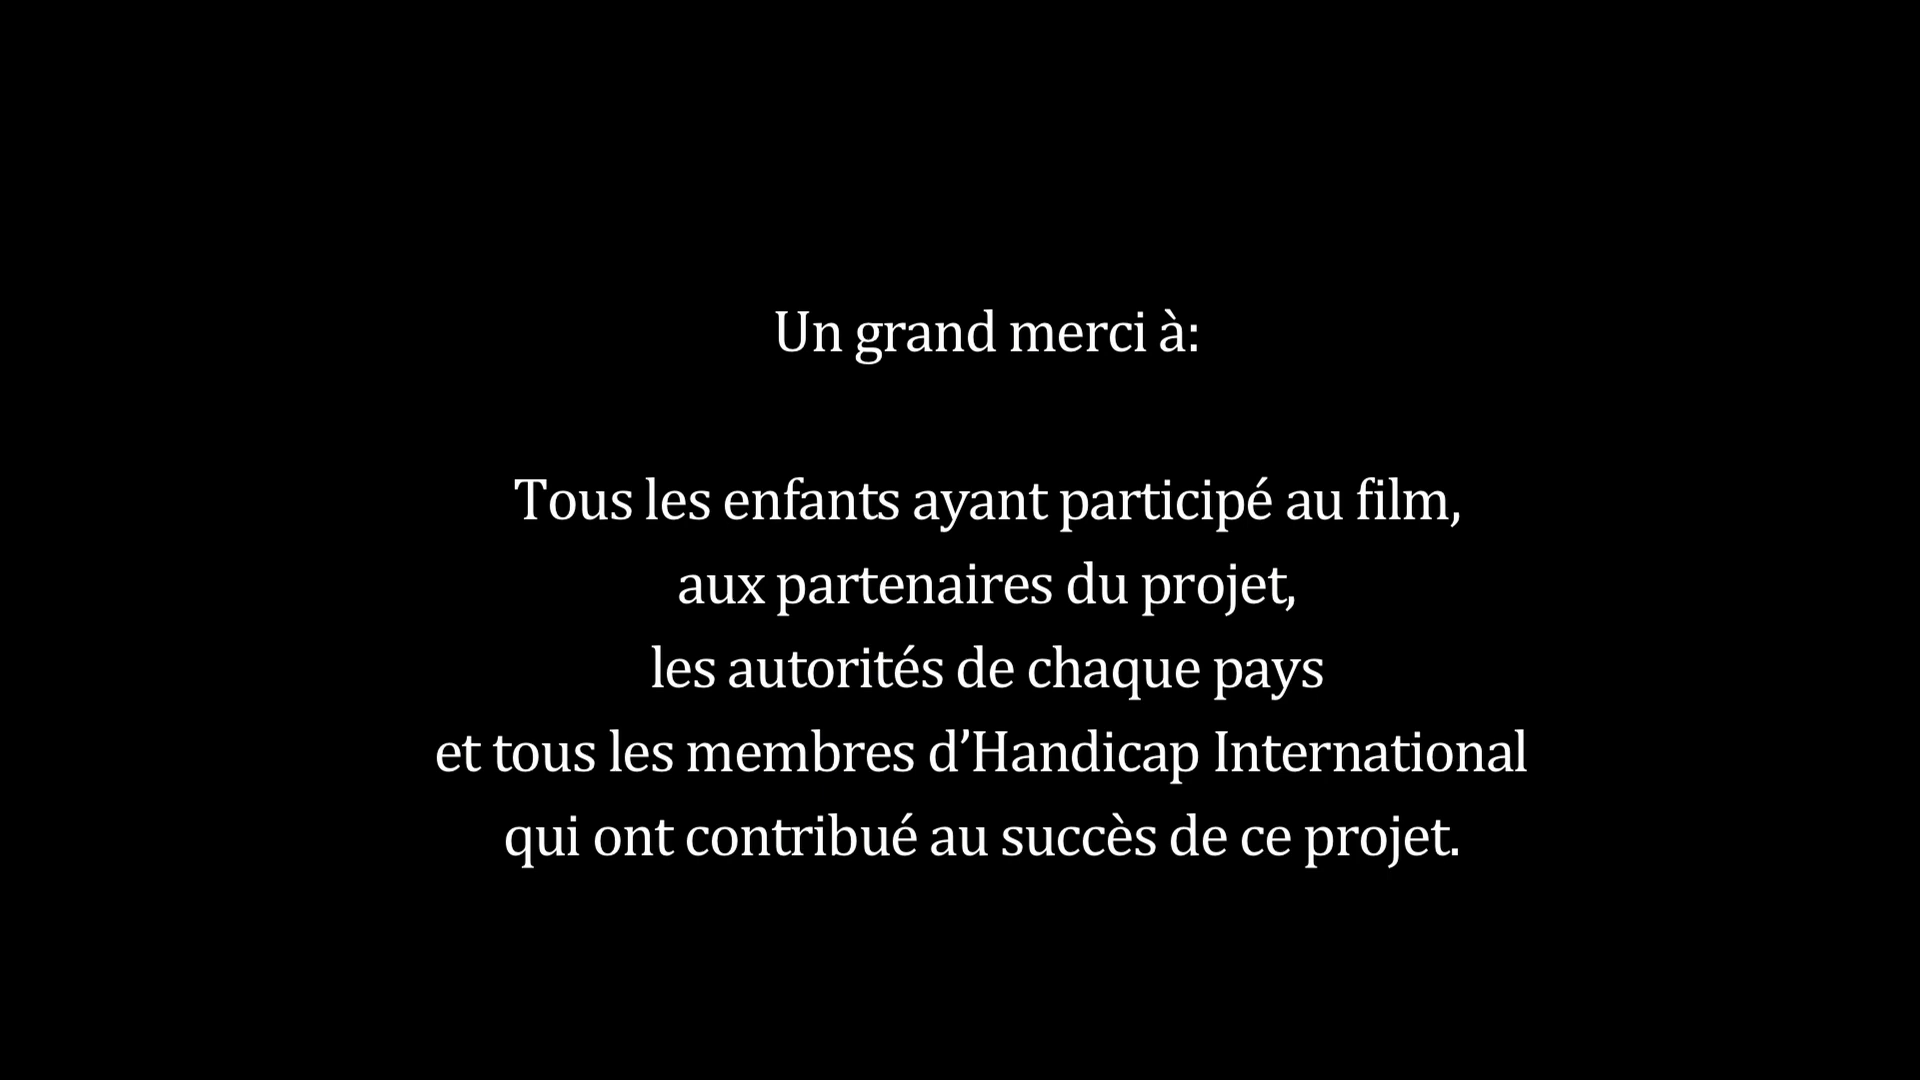 Un grand merci à:
Tous les enfants ayant participé au film,
aux partenaires du projet,
les autorités de chaque pays
et tous les membres d’Handicap International
qui ont contribué au succès de ce projet.